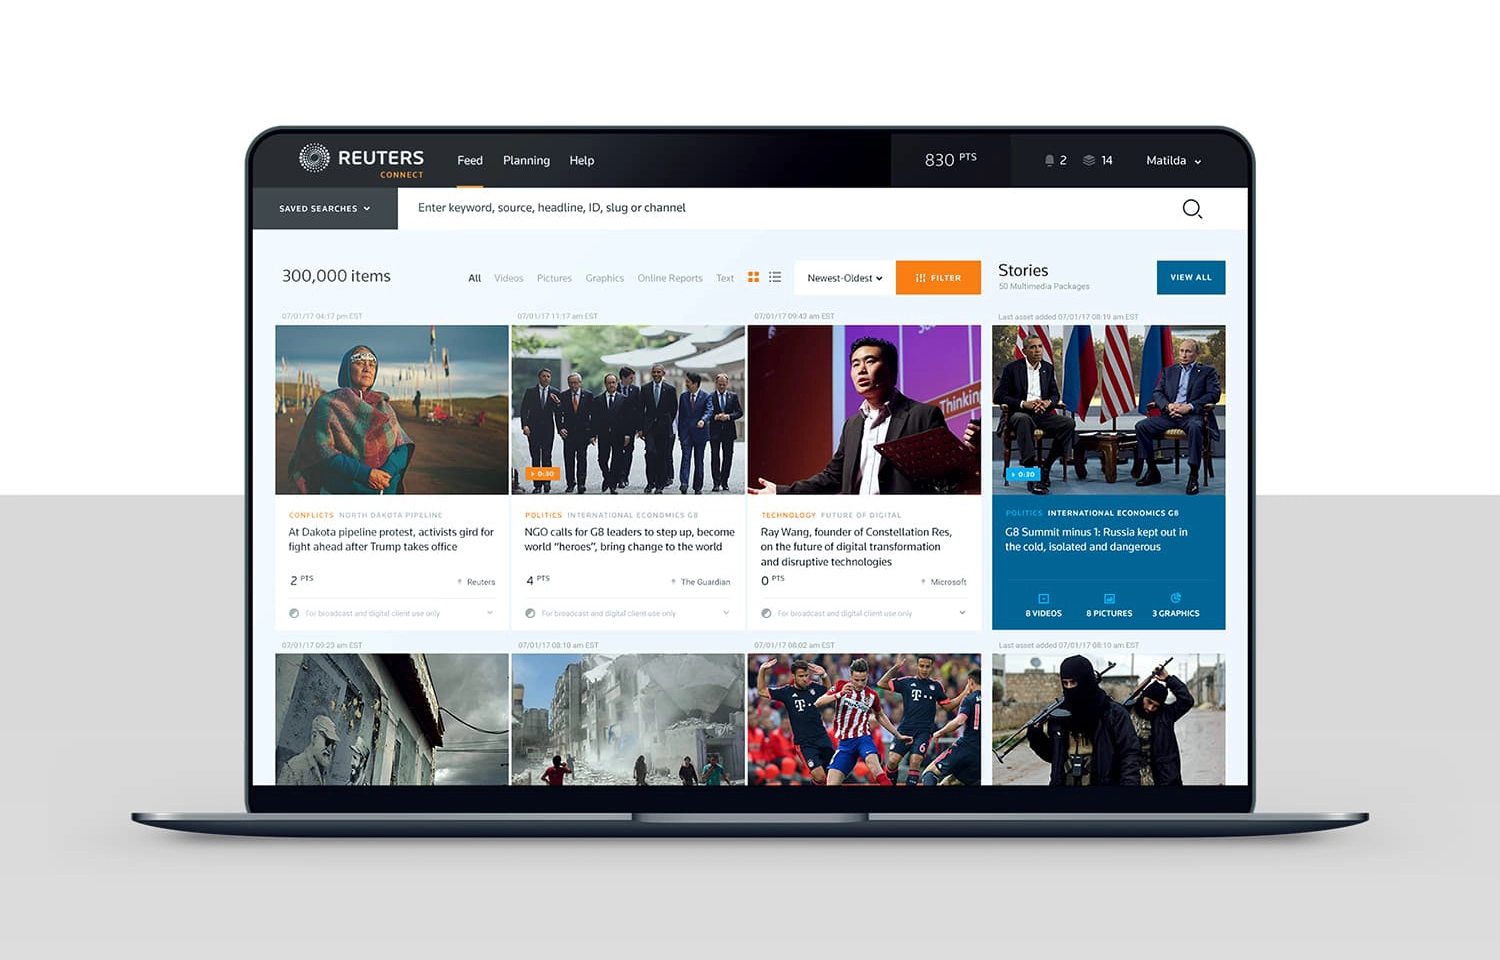 REUTERS
CONNECT
Feed
Planning
Help
830 PTS
2
14
Matilda
SAVED SEARCHES
Enter keyword, source, headline, ID, slug or channel
300,000 items
All
Videos
Pictures
Graphics
Online Reports
Text
Newest-Oldest
FILTER
Stories
50 Multimedia Packages
VIEW ALL
07/01/17 04:17 pm EST
07/01/17 11:17 am EST
07/01/17 09:43 am EST
Last asset added 07/01/17 08:19 am EST
Thinkin
0:30
0:30
CONFLICTS NORTH DAKOTA PIPELINE
At Dakota pipeline protest, activists gird for
fight ahead after Trump takes office
2 PTS
Reuters
For broadcast and digital client use only
POLITICS INTERNATIONAL ECONOMICS G8
NGO calls for G8 leaders to step up, become
world “heroes”, bring change to the world
4 PTS
The Guardian
For broadcast and digital client use only
TECHNOLOGY FUTURE OF DIGITAL
Ray Wang, founder of Constellation Res,
on the future of digital transformation
and disruptive technologies
0 PTS
Microsoft
For broadcast and digital client use only
POLITICS INTERNATIONAL ECONOMICS G8
G8 Summit minus 1: Russia kept out in
the cold, isolated and dangerous
8 VIDEOS
8 PICTURES
3 GRAPHICS
07/01/17 09:23 am EST
07/01/17 08:10 am EST
07/01/17 08:02 am EST
Last asset added 07/01/17 08:10 am EST
T
T
6